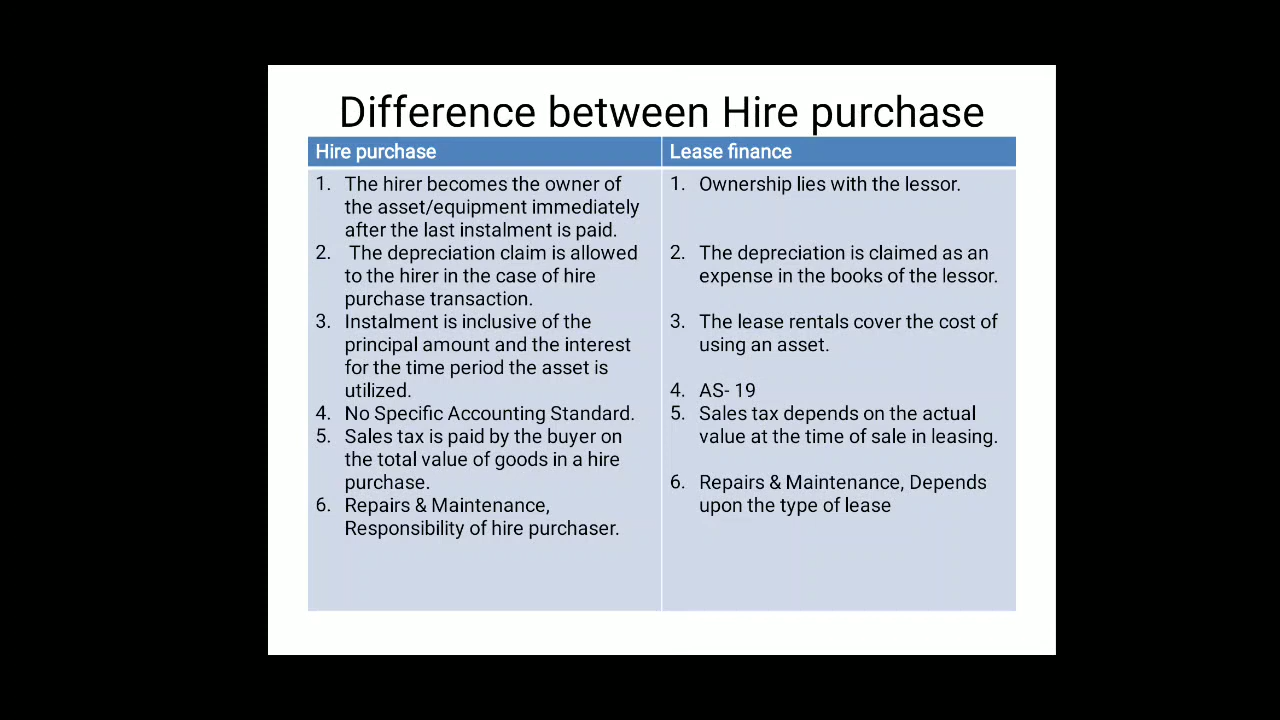 Difference between Hire purchase
Hire purchase
1. The hirer becomes the owner of
the asset/equipment immediately
after the last instalment is paid.
2. The depreciation claim is allowed
to the hirer in the case of hire
purchase transaction.
3. Instalment is inclusive of the
principal amount and the interest
for the time period the asset is
utilized.
4. No Specific Accounting Standard.
5. Sales tax is paid by the buyer on
the total value of goods in a hire
purchase.
6. Repairs & Maintenance,
Responsibility of hire purchaser.
Lease finance
1. Ownership lies with the lessor.
2. The depreciation is claimed as an
expense in the books of the lessor.
3. The lease rentals cover the cost of
using an asset.
4. AS- 19
5. Sales tax depends on the actual
value at the time of sale in leasing.
6. Repairs & Maintenance, Depends
upon the type of lease